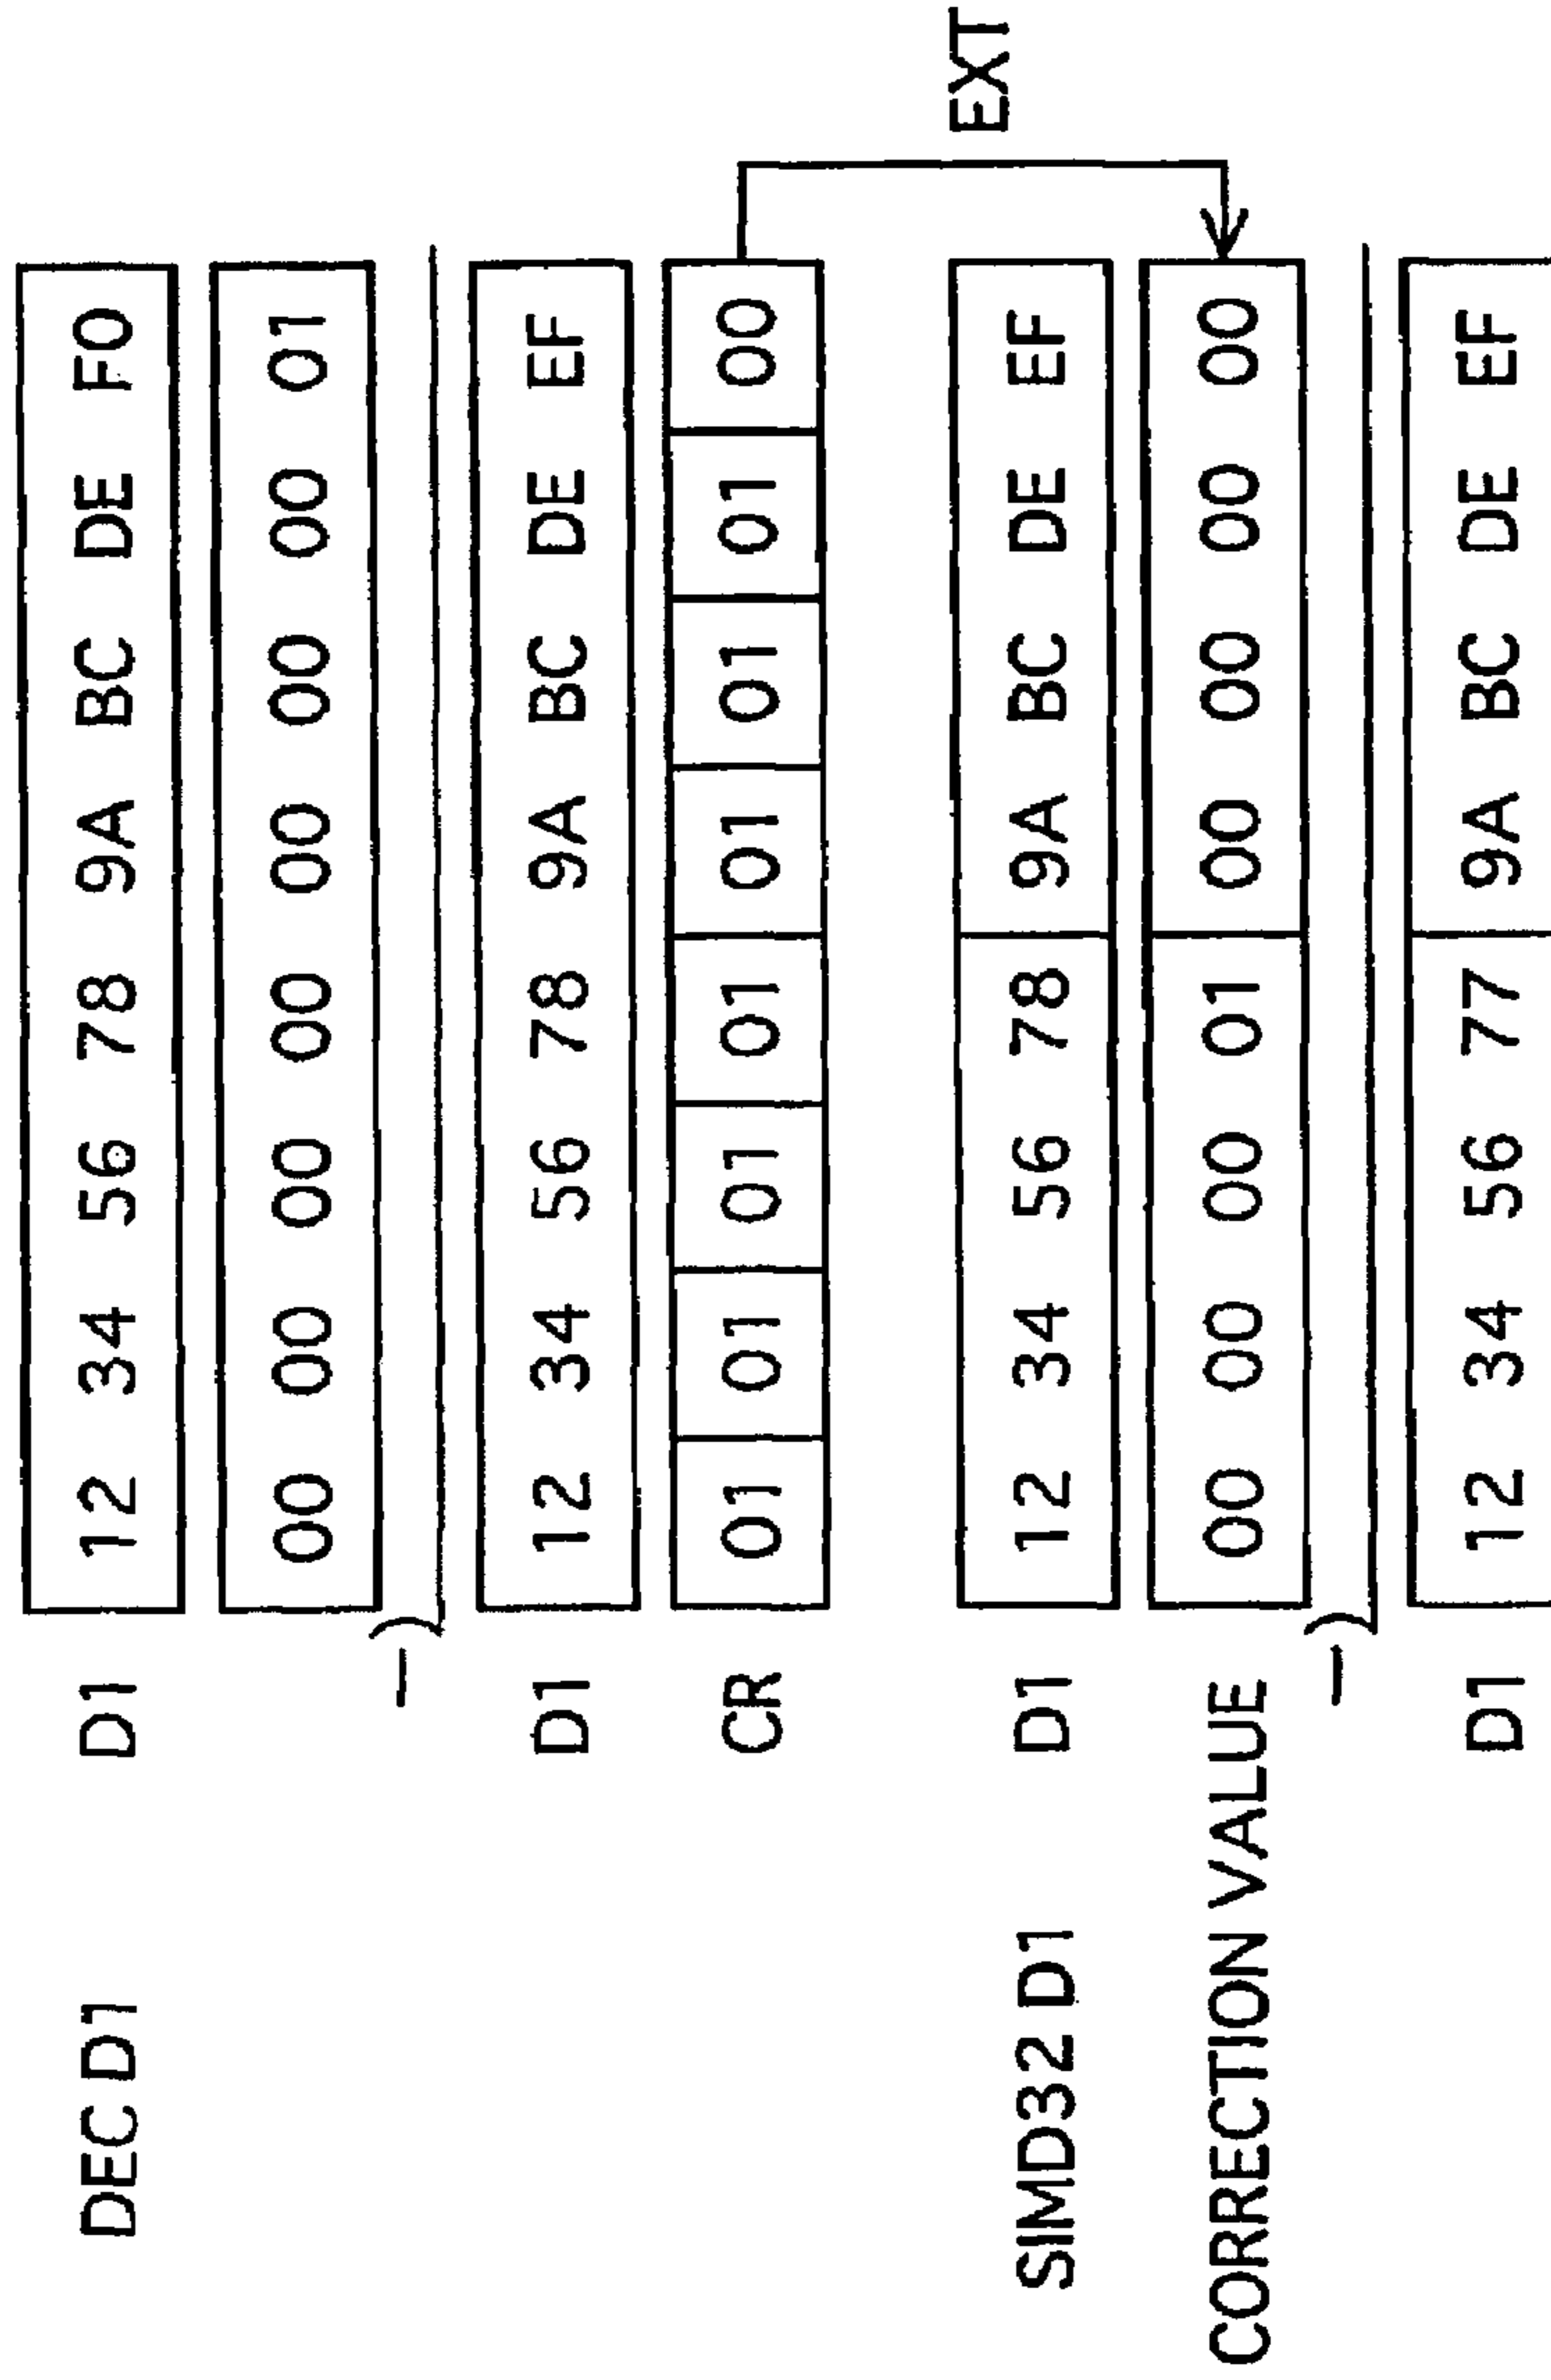 DEC D1 D1 12 34 56 78 9A BC DE F0
00 00 00 00 00 00 00 01
−)
D1 12 34 56 78 9A BC DE EF
CR 01 01 01 01 01 01 01 00
EXT
SIMD32 D1 D1 12 34 56 78 9A BC DE EF
CORRECTION VALUE 00 00 00 01 00 00 00 00
−)
D1 12 34 56 77 9A BC DE EF